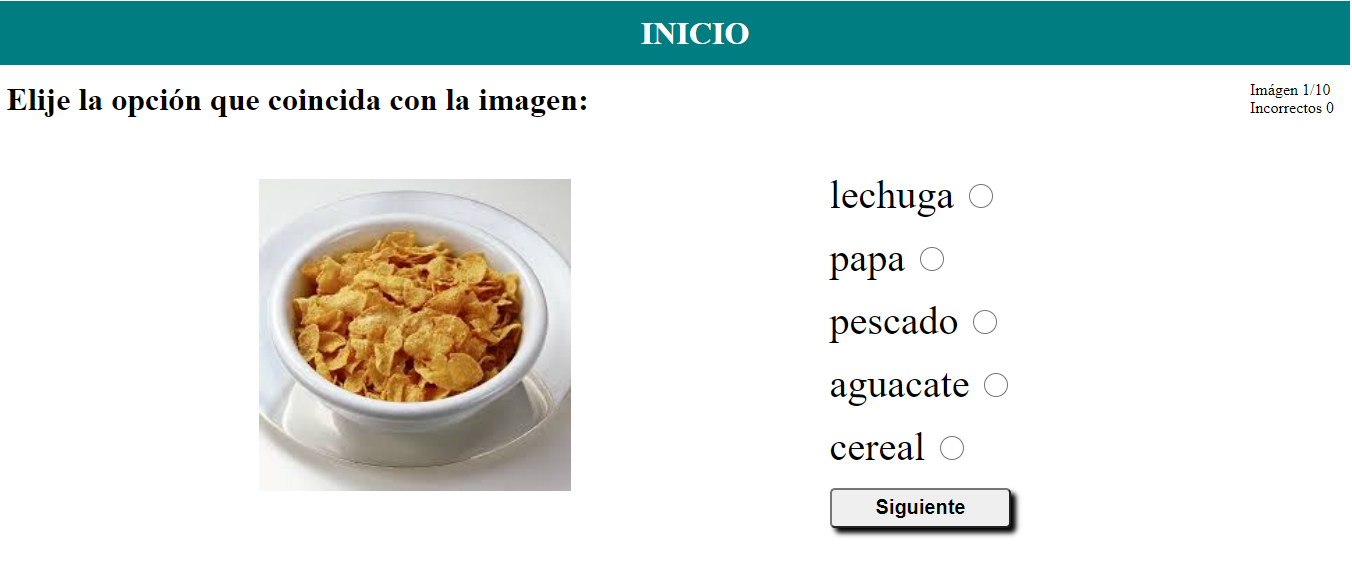 INICIO
Elije la opción que coincida con la imagen:
Imágen 1/10
Incorrectos 0
lechuga
papa
pescado
aguacate
cereal
Siguiente